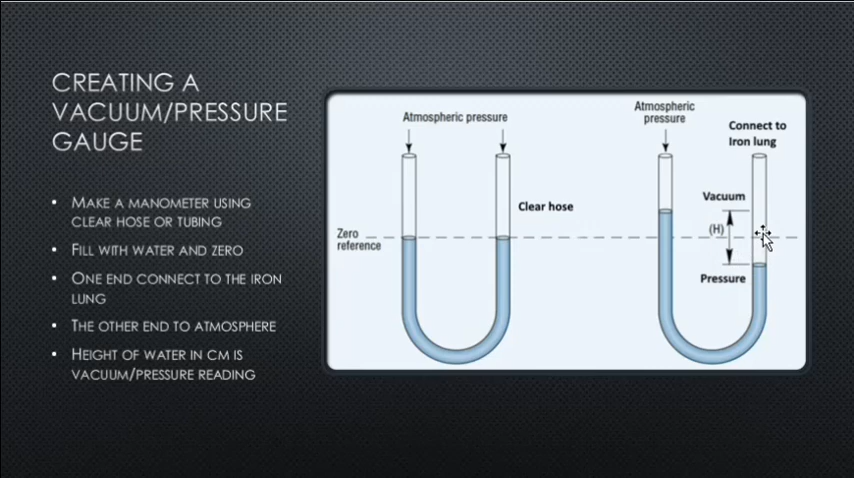 CREATING A
VACUUM/PRESSURE
GAUGE
• MAKE A MANOMETER USING
CLEAR HOSE OR TUBING
• FILL WITH WATER AND ZERO
• ONE END CONNECT TO THE IRON
LUNG
• THE OTHER END TO ATMOSPHERE
• HEIGHT OF WATER IN CM IS
VACUUM/PRESSURE READING
Atmospheric pressure
Clear hose
Zero
reference
Atmospheric
pressure
Connect to
Iron lung
Vacuum
(H)
Pressure